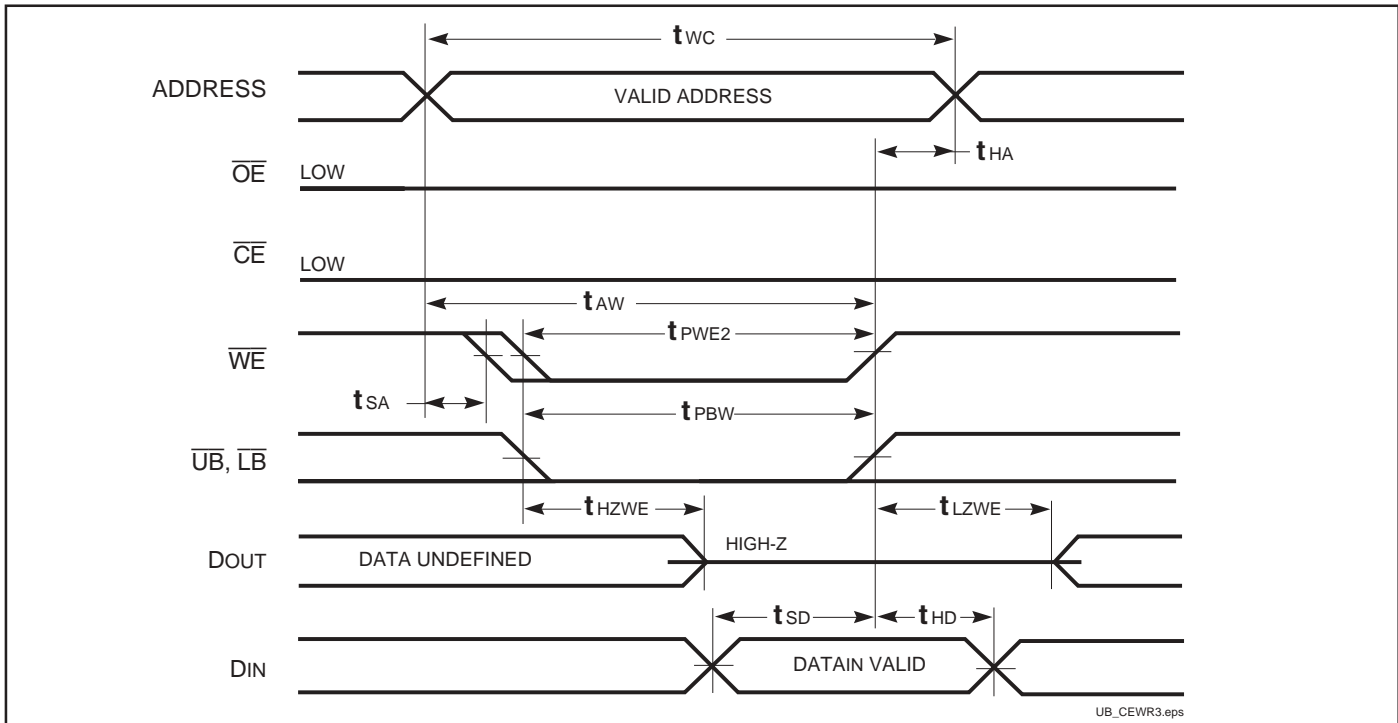 tWC
ADDRESS
VALID ADDRESS
tHA
OE
LOW
CE
LOW
tAW
tPWE2
WE
tSA
tPBW
UB, LB
tHZWE
tLZWE
DOUT
DATA UNDEFINED
HIGH-Z
tSD
tHD
DIN
DATAIN VALID
UB_CEWR3.eps